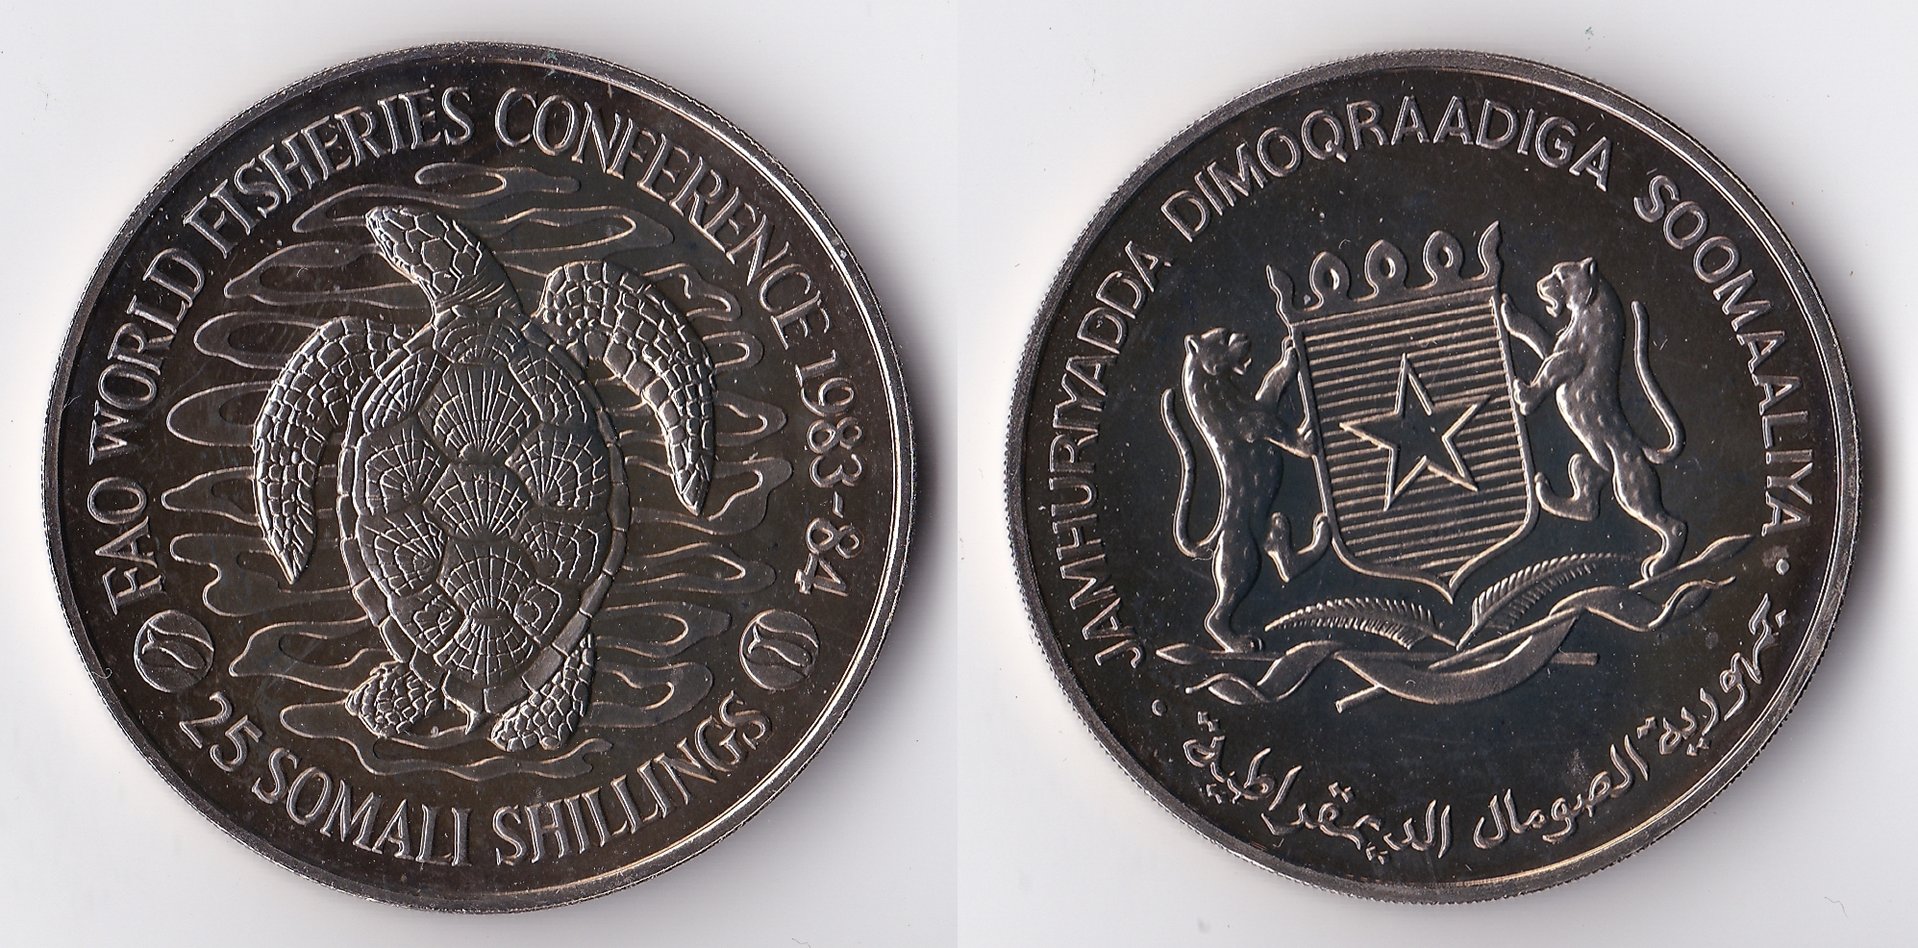 FAO WORLD FISHERIES CONFERENCE 1983-84
25 SOMALI SHILLINGS
JAMHURIYADDA DIMOQRAADIGA SOOMAALIYA
جمهورية الصومال الديمقراطية